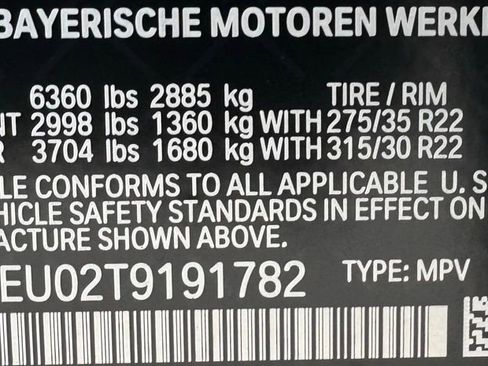 BAYERISCHE MOTOREN WERKE
6360 lbs 2885 kg TIRE / RIM
NT 2998 lbs 1360 kg WITH 275/35 R22
R 3704 lbs 1680 kg WITH 315/30 R22
LE CONFORMS TO ALL APPLICABLE U. S.
EHICLE SAFETY STANDARDS IN EFFECT ON
FACTURE SHOWN ABOVE.
EU02T9191782 TYPE: MPV